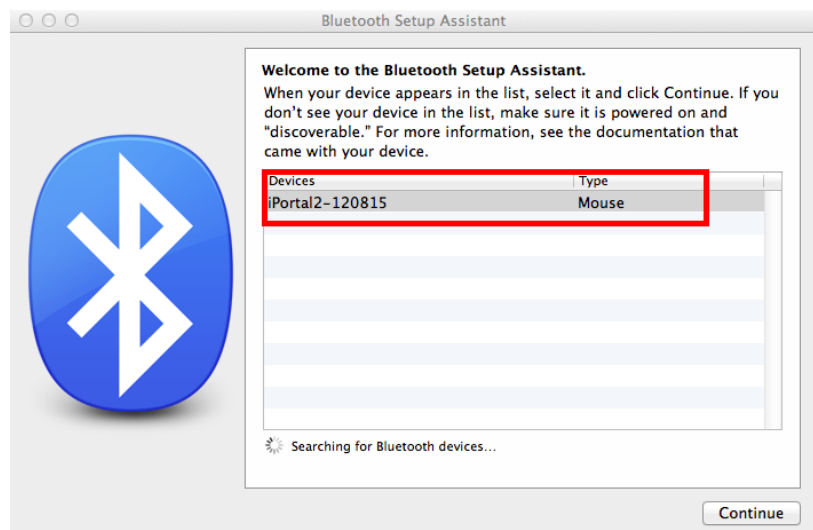 Bluetooth Setup Assistant
Welcome to the Bluetooth Setup Assistant.
When your device appears in the list, select it and click Continue. If you
don't see your device in the list, make sure it is powered on and
"discoverable." For more information, see the documentation that
came with your device.
Devices Type
iPortal2-120815 Mouse
Searching for Bluetooth devices...
Continue